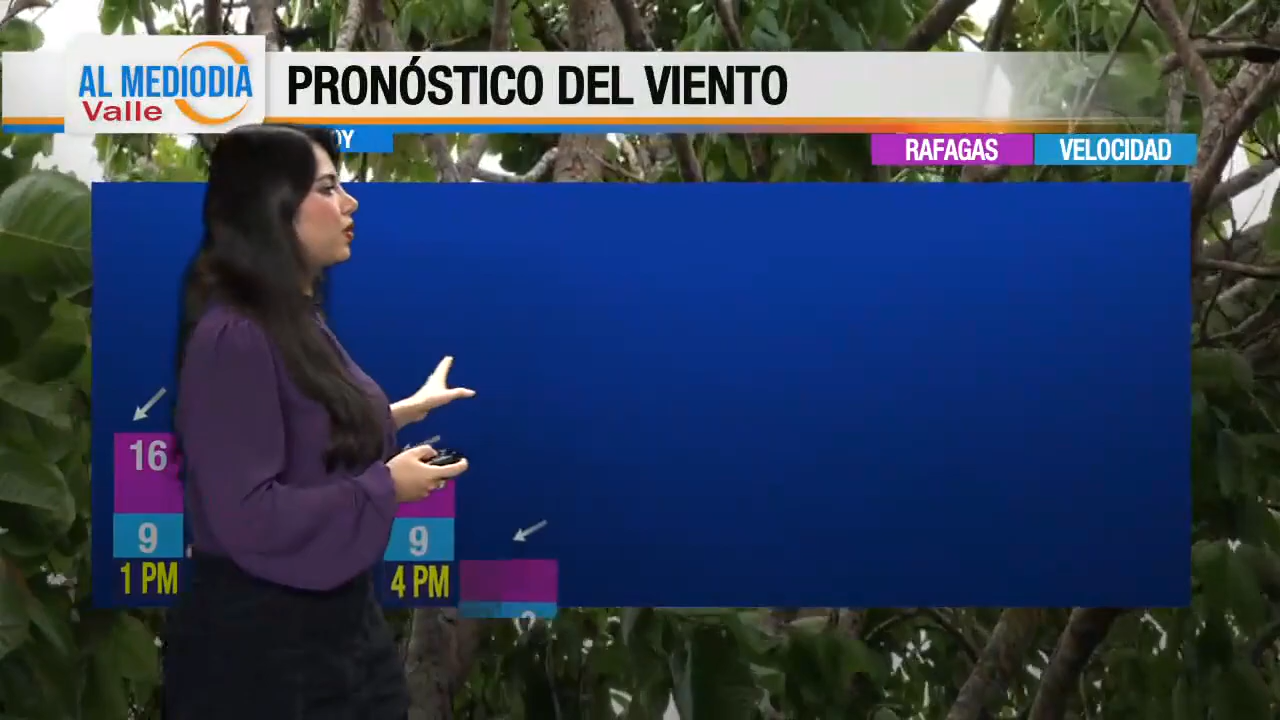 AL MEDIODIA
Valle
PRONÓSTICO DEL VIENTO
RAFAGAS
VELOCIDAD
16
9
9
1 PM
4 PM